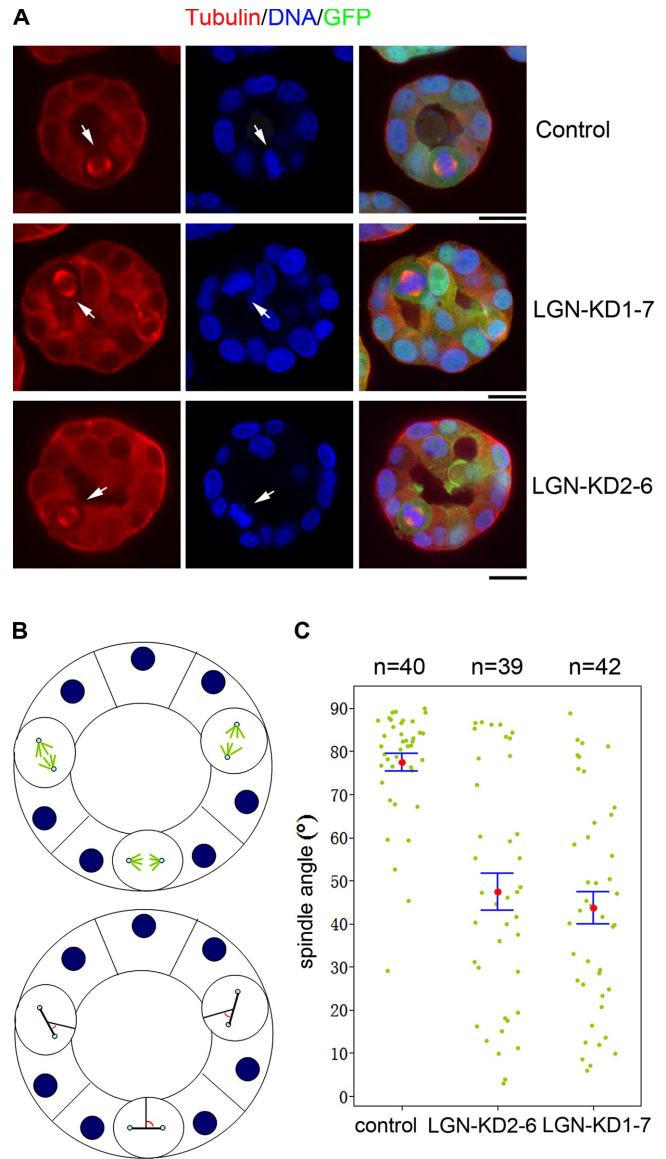 A
Tubulin/DNA/GFP
Control
LGN-KD1-7
LGN-KD2-6
B
C
n=40 n=39 n=42
90
80
70
60
50
40
30
20
10
0
spindle angle (º)
control LGN-KD2-6 LGN-KD1-7